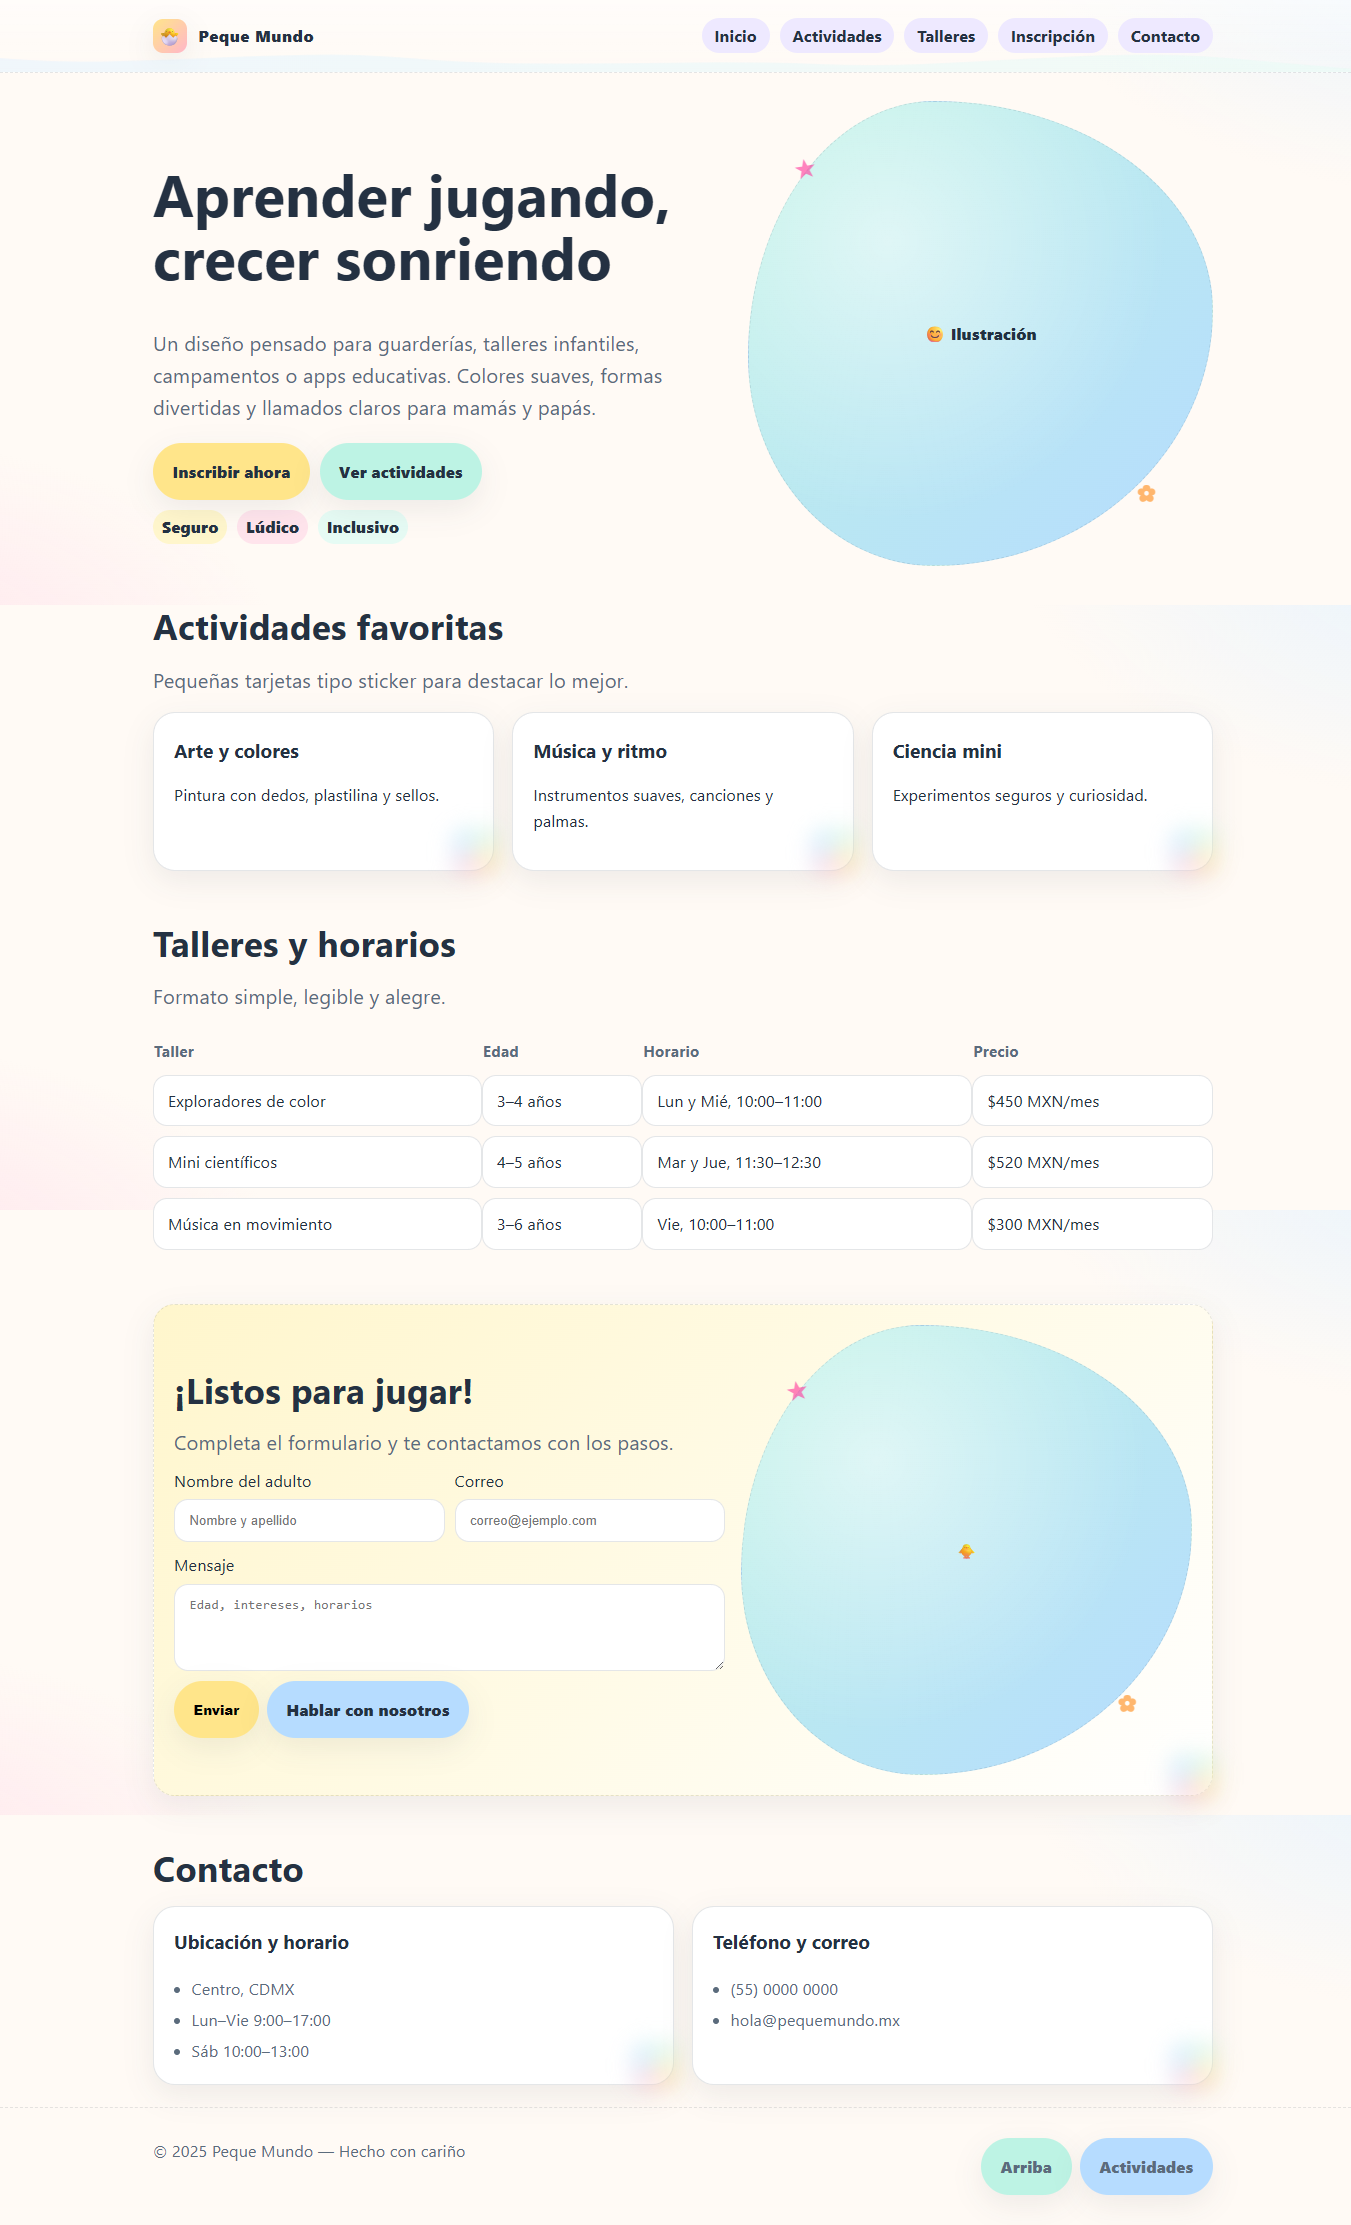 Peque Mundo
Inicio Actividades Talleres Inscripción Contacto
Aprender jugando,
crecer sonriendo
Un diseño pensado para guarderías, talleres infantiles,
campamentos o apps educativas. Colores suaves, formas
divertidas y llamados claros para mamás y papás.
Inscribir ahora Ver actividades
Seguro Lúdico Inclusivo
😊 Ilustración
Actividades favoritas
Pequeñas tarjetas tipo sticker para destacar lo mejor.
Arte y colores
Pintura con dedos, plastilina y sellos.
Música y ritmo
Instrumentos suaves, canciones y
palmas.
Ciencia mini
Experimentos seguros y curiosidad.
Talleres y horarios
Formato simple, legible y alegre.
Taller Edad Horario Precio
Exploradores de color 3–4 años Lun y Mié, 10:00–11:00 $450 MXN/mes
Mini científicos 4–5 años Mar y Jue, 11:30–12:30 $520 MXN/mes
Música en movimiento 3–6 años Vie, 10:00–11:00 $300 MXN/mes
¡Listos para jugar!
Completa el formulario y te contactamos con los pasos.
Nombre del adulto Correo
Nombre y apellido correo@ejemplo.com
Mensaje
Edad, intereses, horarios
Enviar Hablar con nosotros
Contacto
Ubicación y horario
• Centro, CDMX
• Lun–Vie 9:00–17:00
• Sáb 10:00–13:00
Teléfono y correo
• (55) 0000 0000
• hola@pequemundo.mx
© 2025 Peque Mundo — Hecho con cariño
Arriba Actividades